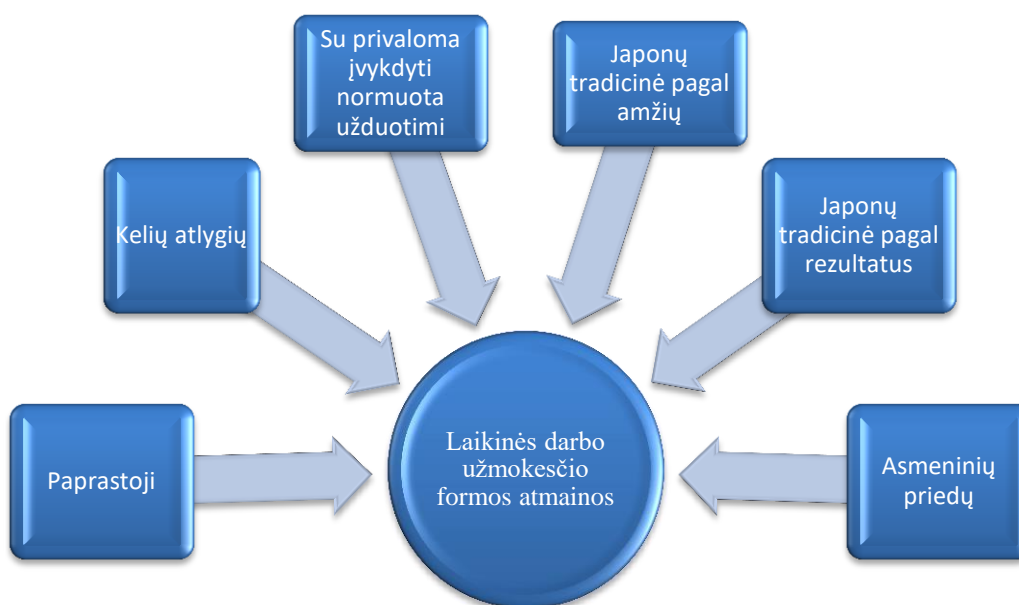 Su privaloma
įvykdyti
normuota
užduotimi
Japonų
tradicinė pagal
amžių
Kelių atlygių
Japonų
tradicinė pagal
rezultatus
Paprastoji
Laikinės darbo
užmokesčio
formos atmainos
Asmeninių
priedų